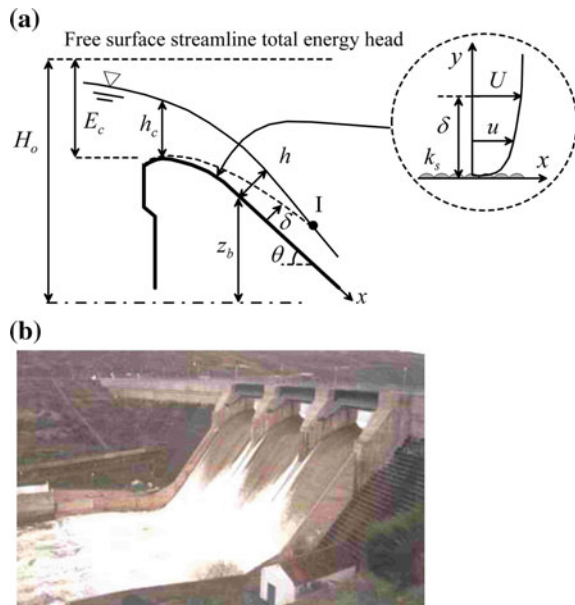 (a)
Free surface streamline total energy head
H_o
E_c
h_c
h
I
δ
z_b
θ
x
y
U
δ
u
k_s
x
(b)